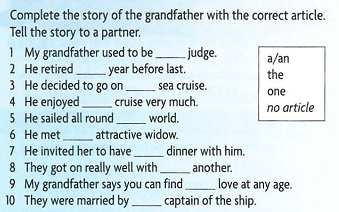 Complete the story of the grandfather with the correct article.
Tell the story to a partner.
1 My grandfather used to be _____ judge.
2 He retired _____ year before last.
3 He decided to go on _____ sea cruise.
4 He enjoyed _____ cruise very much.
5 He sailed all round _____ world.
6 He met _____ attractive widow.
7 He invited her to have _____ dinner with him.
8 They got on really well with _____ another.
9 My grandfather says you can find _____ love at any age.
10 They were married by _____ captain of the ship.
a/an
the
one
no article